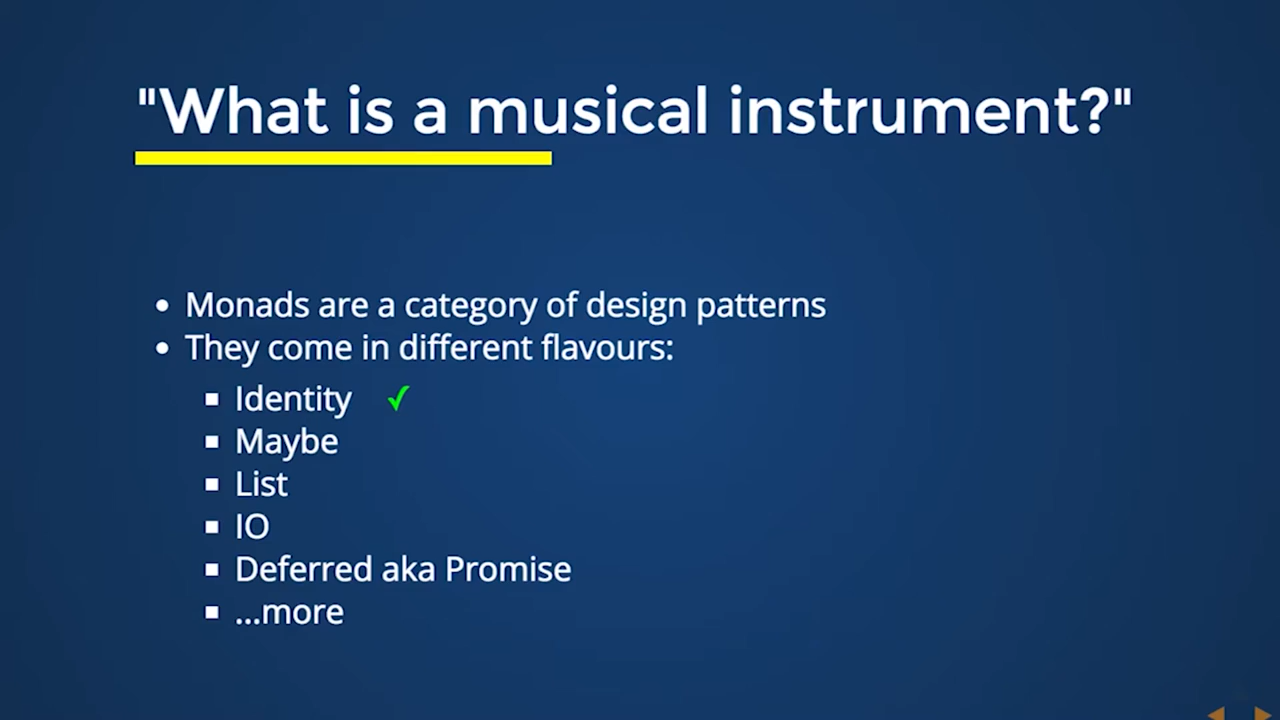 "What is a musical instrument?"
• Monads are a category of design patterns
• They come in different flavours:
▪ Identity ✓
▪ Maybe
▪ List
▪ IO
▪ Deferred aka Promise
▪ ...more